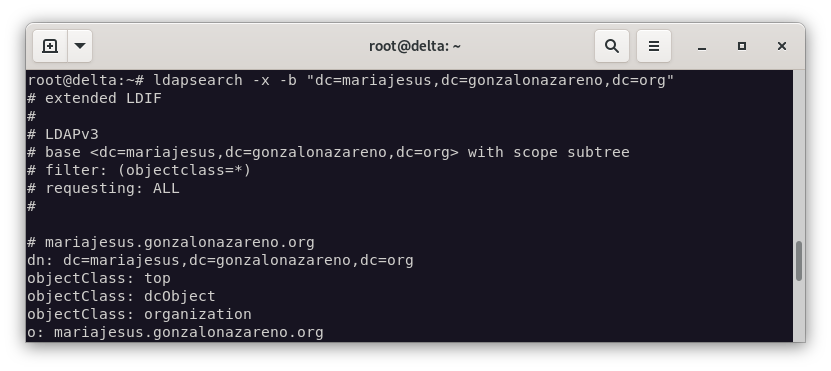 root@delta: ~
root@delta:~# ldapsearch -x -b "dc=mariajesus,dc=gonzalonazareno,dc=org"
# extended LDIF
#
# LDAPv3
# base <dc=mariajesus,dc=gonzalonazareno,dc=org> with scope subtree
# filter: (objectclass=*)
# requesting: ALL
#

# mariajesus.gonzalonazareno.org
dn: dc=mariajesus,dc=gonzalonazareno,dc=org
objectClass: top
objectClass: dcObject
objectClass: organization
o: mariajesus.gonzalonazareno.org